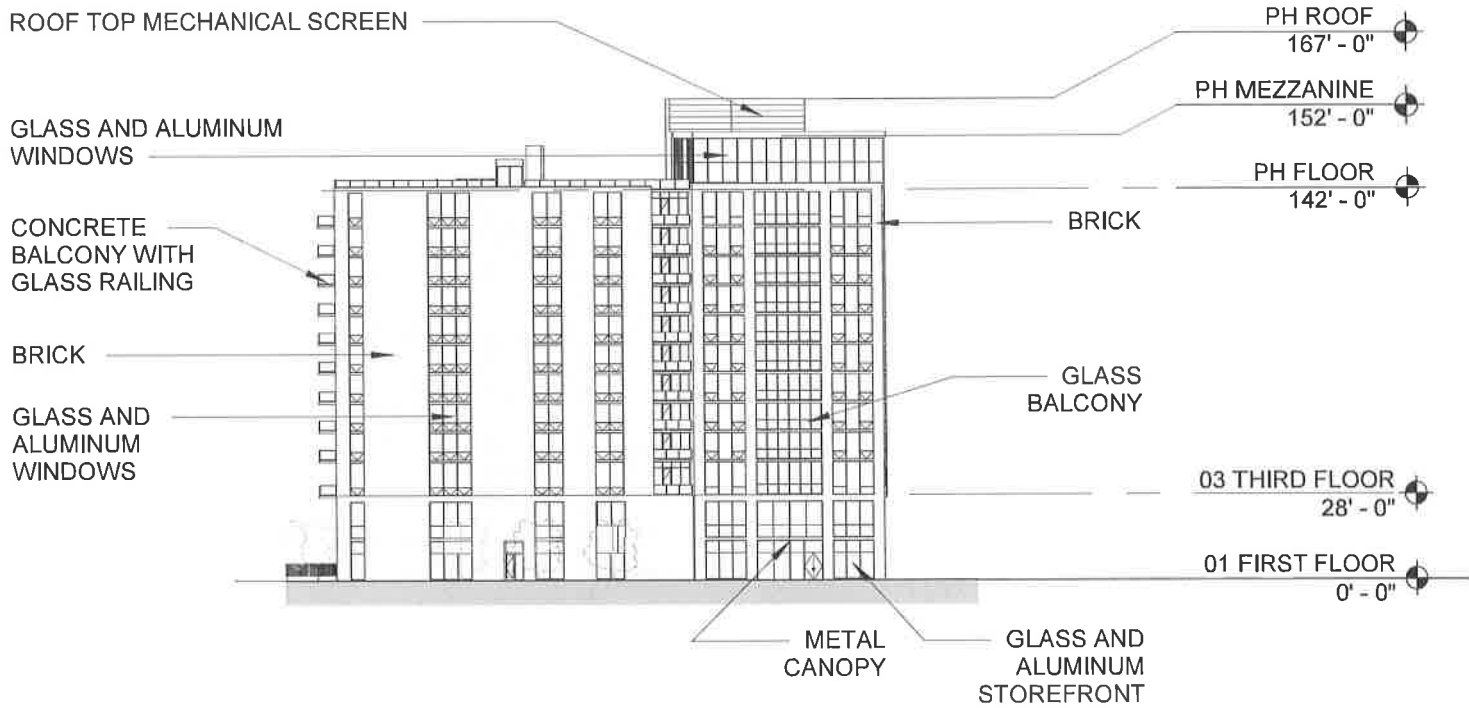 ROOF TOP MECHANICAL SCREEN
GLASS AND ALUMINUM
WINDOWS
CONCRETE
BALCONY WITH
GLASS RAILING
BRICK
GLASS AND
ALUMINUM
WINDOWS
PH ROOF
167' - 0"
PH MEZZANINE
152' - 0"
PH FLOOR
142' - 0"
BRICK
GLASS
BALCONY
03 THIRD FLOOR
28' - 0"
01 FIRST FLOOR
0' - 0"
METAL
CANOPY
GLASS AND
ALUMINUM
STOREFRONT